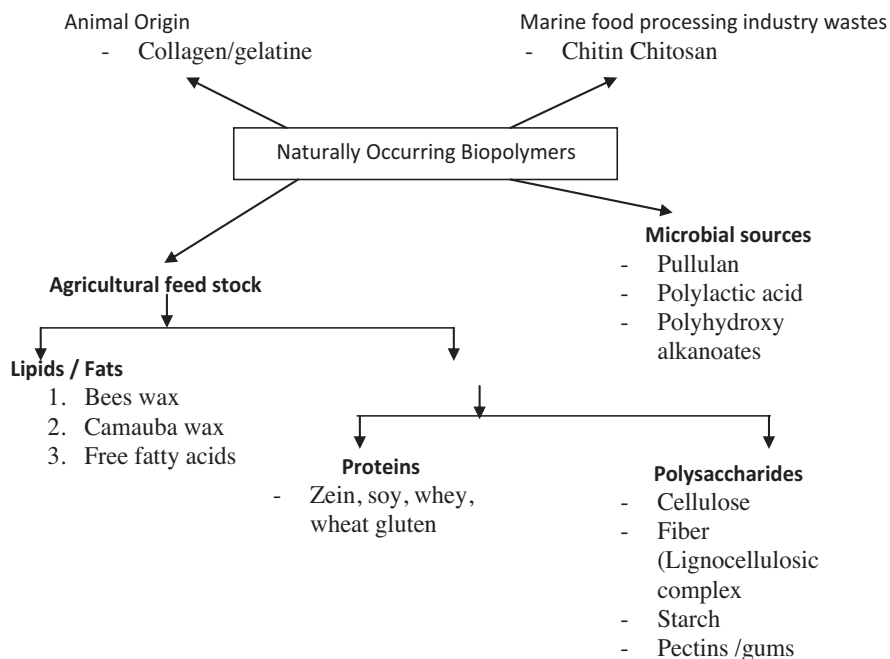 Animal Origin
- Collagen/gelatine
Marine food processing industry wastes
- Chitin Chitosan
Naturally Occurring Biopolymers
Microbial sources
- Pullulan
- Polylactic acid
- Polyhydroxy
alkanoates
Agricultural feed stock
Lipids / Fats
1. Bees wax
2. Camauba wax
3. Free fatty acids
Proteins
- Zein, soy, whey,
wheat gluten
Polysaccharides
- Cellulose
- Fiber
(Lignocellulosic
complex
- Starch
- Pectins /gums